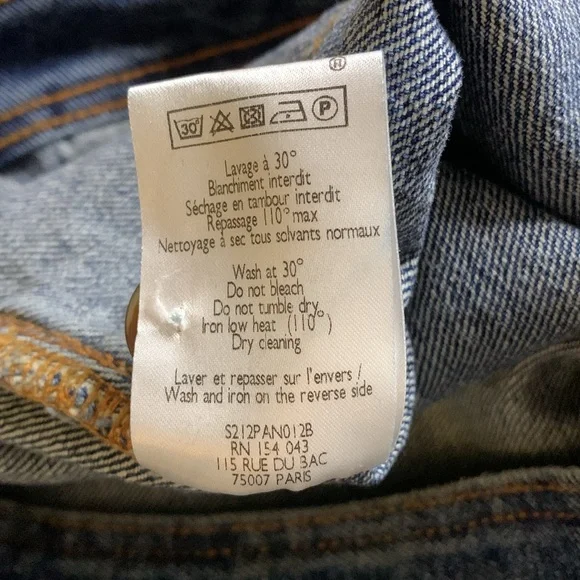 30°
P
Lavage à 30°
Blanchiment interdit
Séchage en tambour interdit
Repassage 110° max
Nettoyage à sec tous solvants normaux
Wash at 30°
Do not bleach
Do not tumble dry
Iron low heat (110°)
Dry cleaning
Laver et repasser sur l'envers /
Wash and iron on the reverse side
S212PAN012B
RN 154 043
115 RUE DU BAC
75007 PARIS